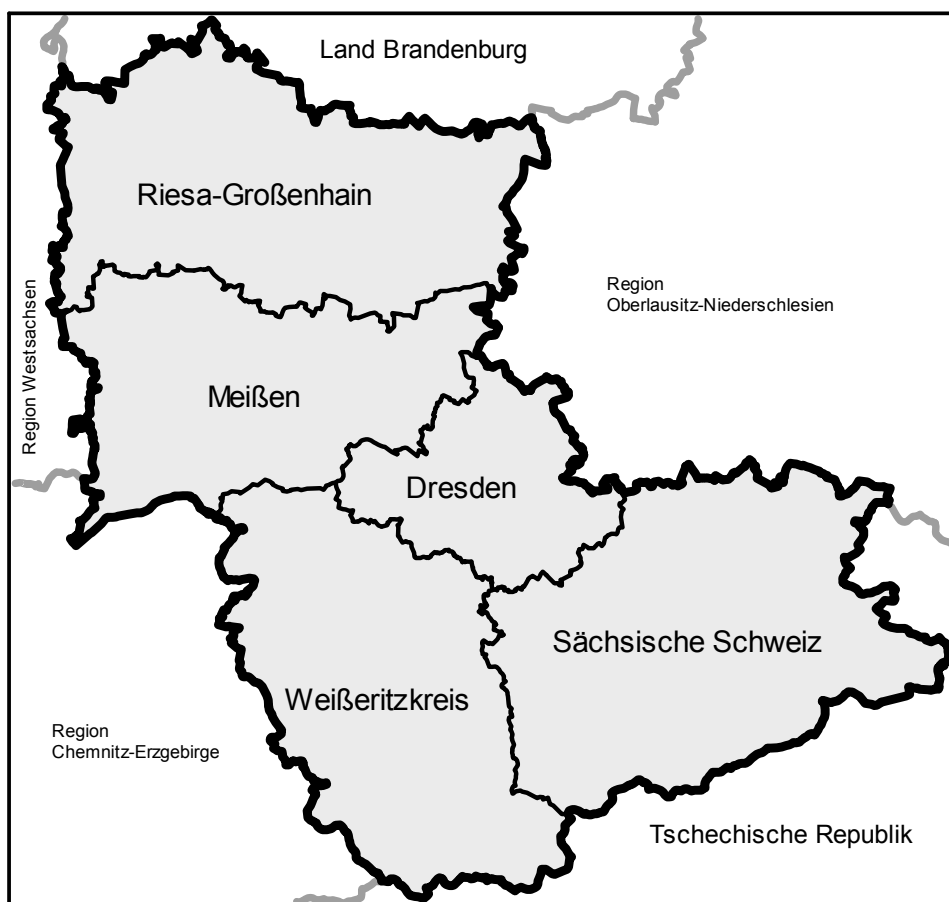 Land Brandenburg
Riesa-Großenhain
Region
Oberlausitz-Niederschlesien
Region Westsachsen
Meißen
Dresden
Sächsische Schweiz
Weißeritzkreis
Region
Chemnitz-Erzgebirge
Tschechische Republik